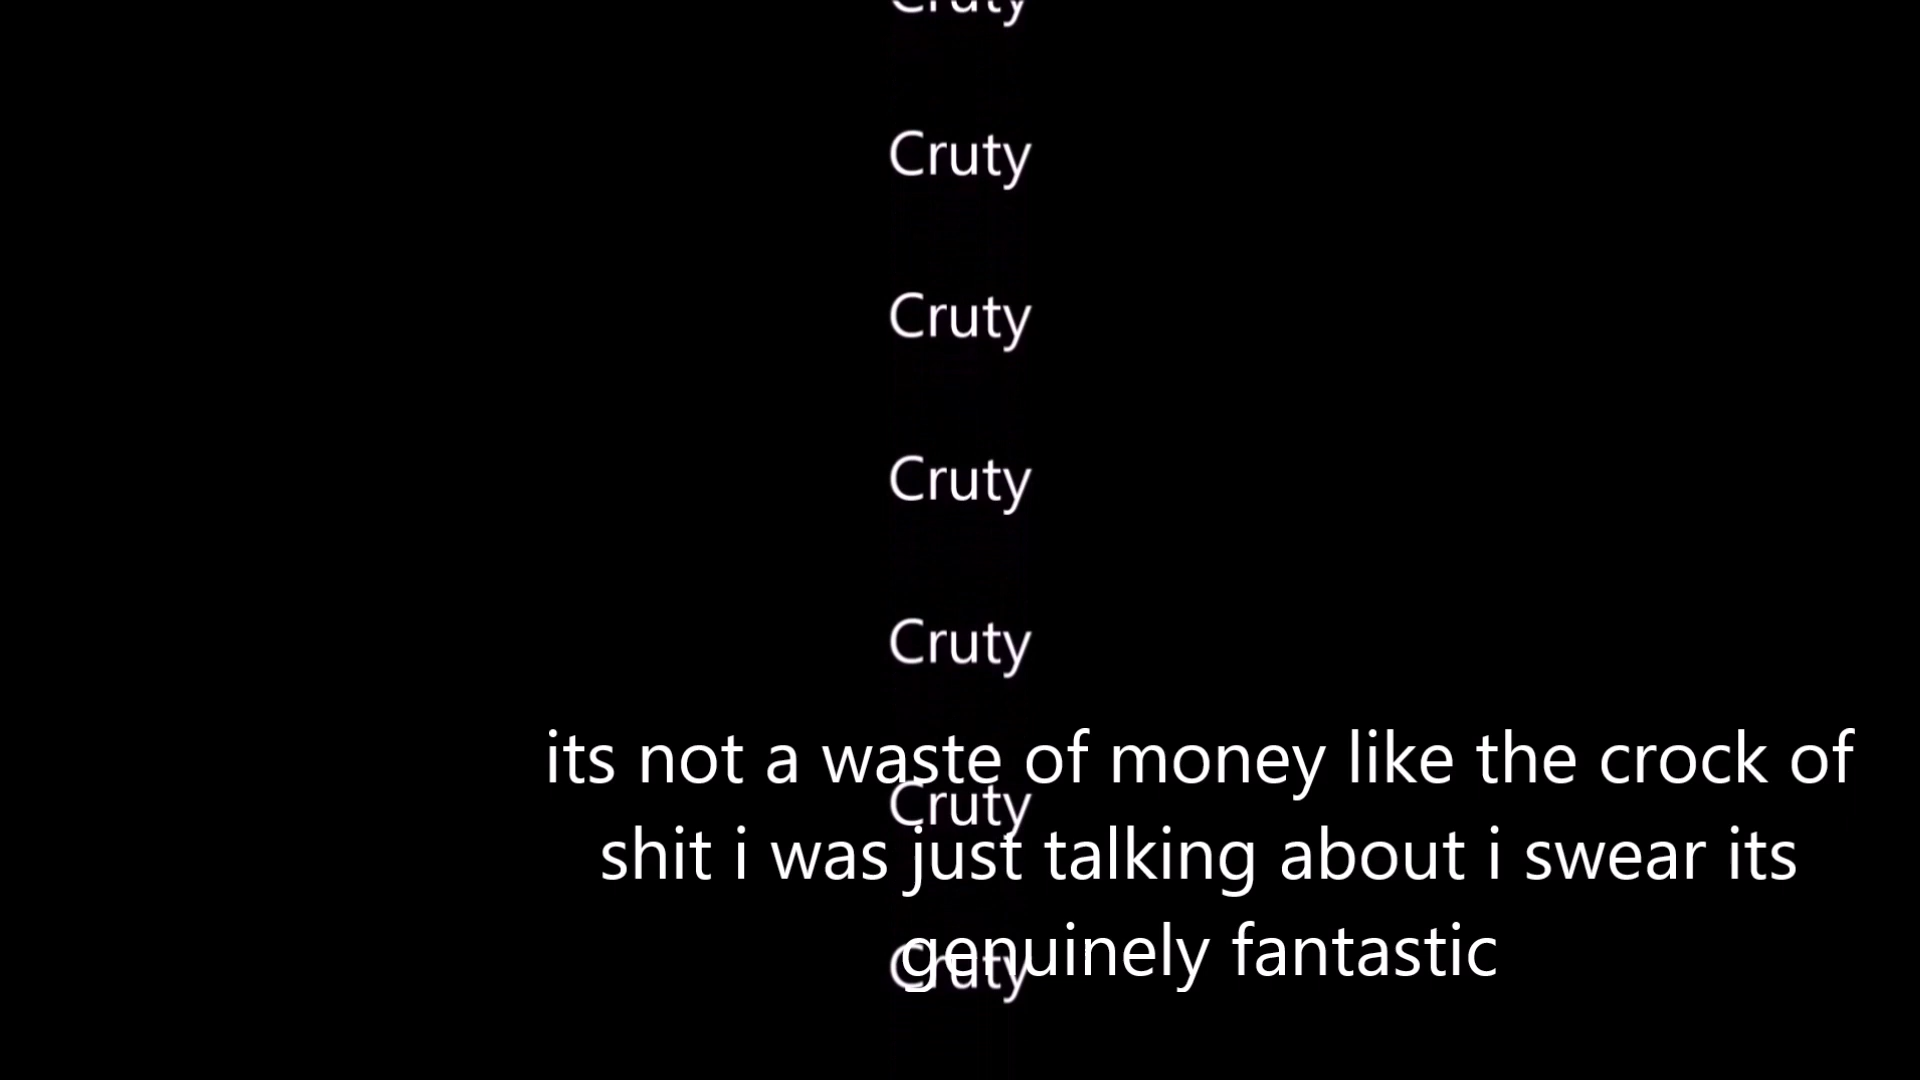 Cruty
Cruty
Cruty
Cruty
Cruty
its not a waste of money like the crock of
Cruty
shit i was just talking about i swear its
genuinely fantastic
Cruty